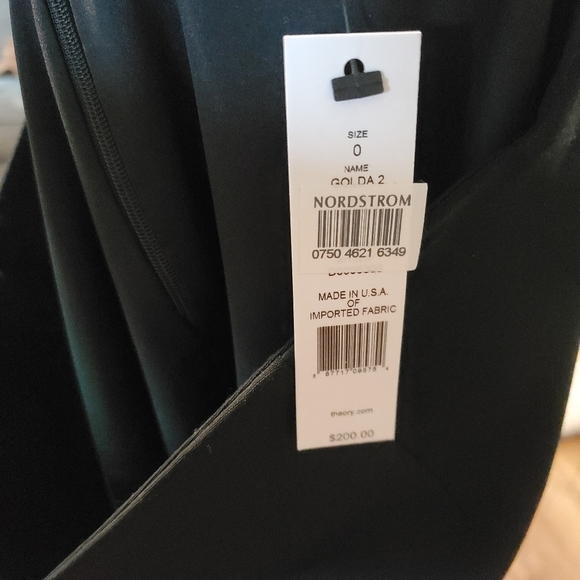 SIZE
0
NAME
GOLDA 2
NORDSTROM
0750 4621 6349
MADE IN U.S.A.
OF
IMPORTED FABRIC
theory.com
$200.00